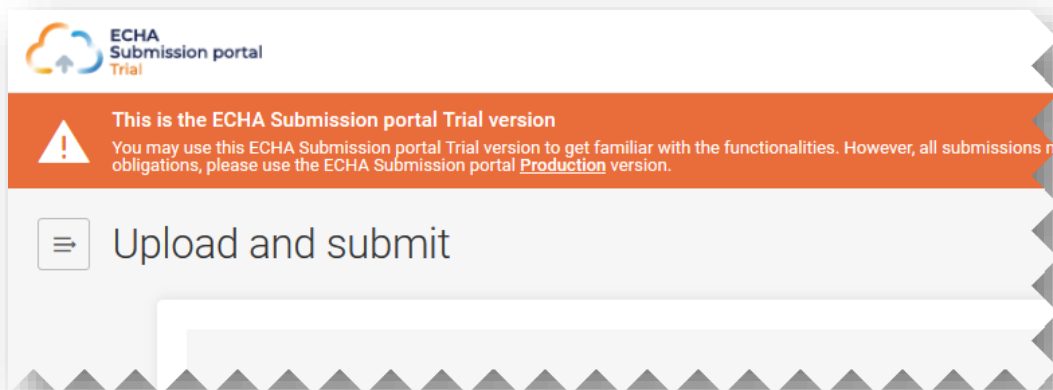 ECHA
Submission portal
Trial
This is the ECHA Submission portal Trial version
You may use this ECHA Submission portal Trial version to get familiar with the functionalities. However, all submissions
obligations, please use the ECHA Submission portal Production version.
Upload and submit